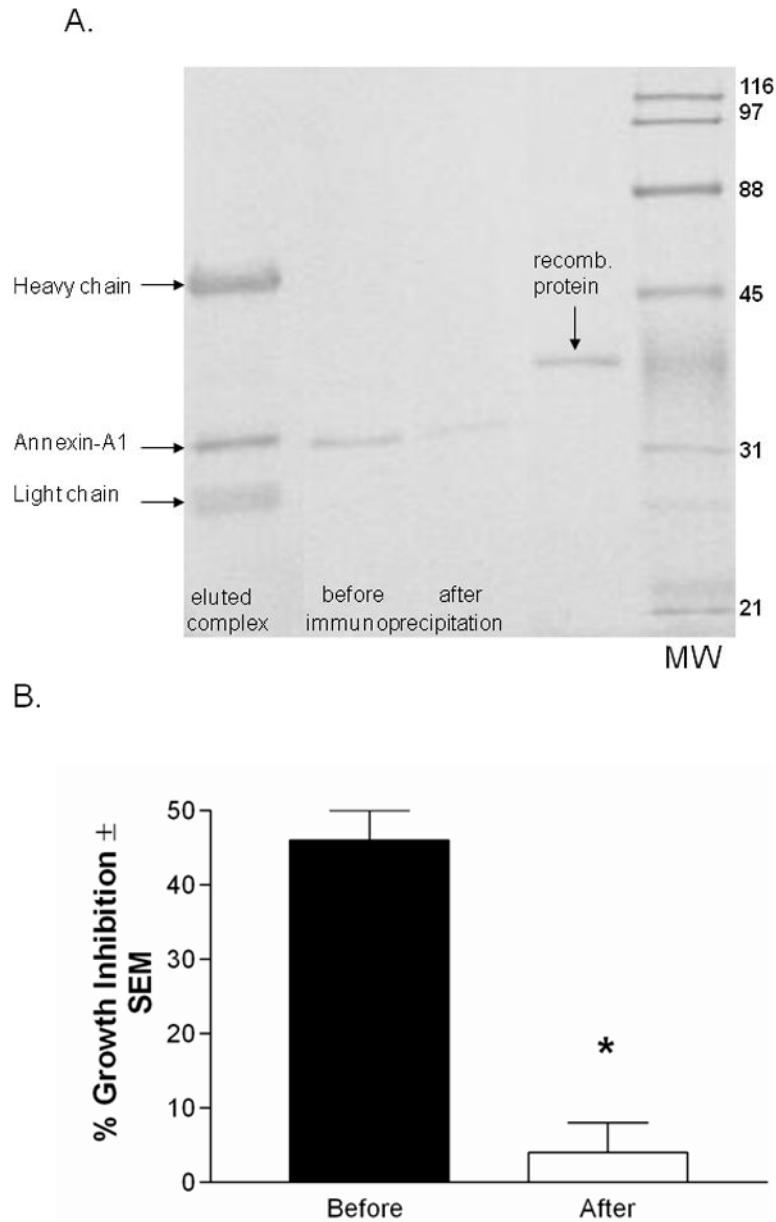 A.
116
97
88
Heavy chain
recomb.
protein
45
Annexin-A1
31
Light chain
eluted
complex
before
after
immunoprecipitation
21
MW
B.
% Growth Inhibition ±
SEM
50
40
30
20
10
0
*
Before
After